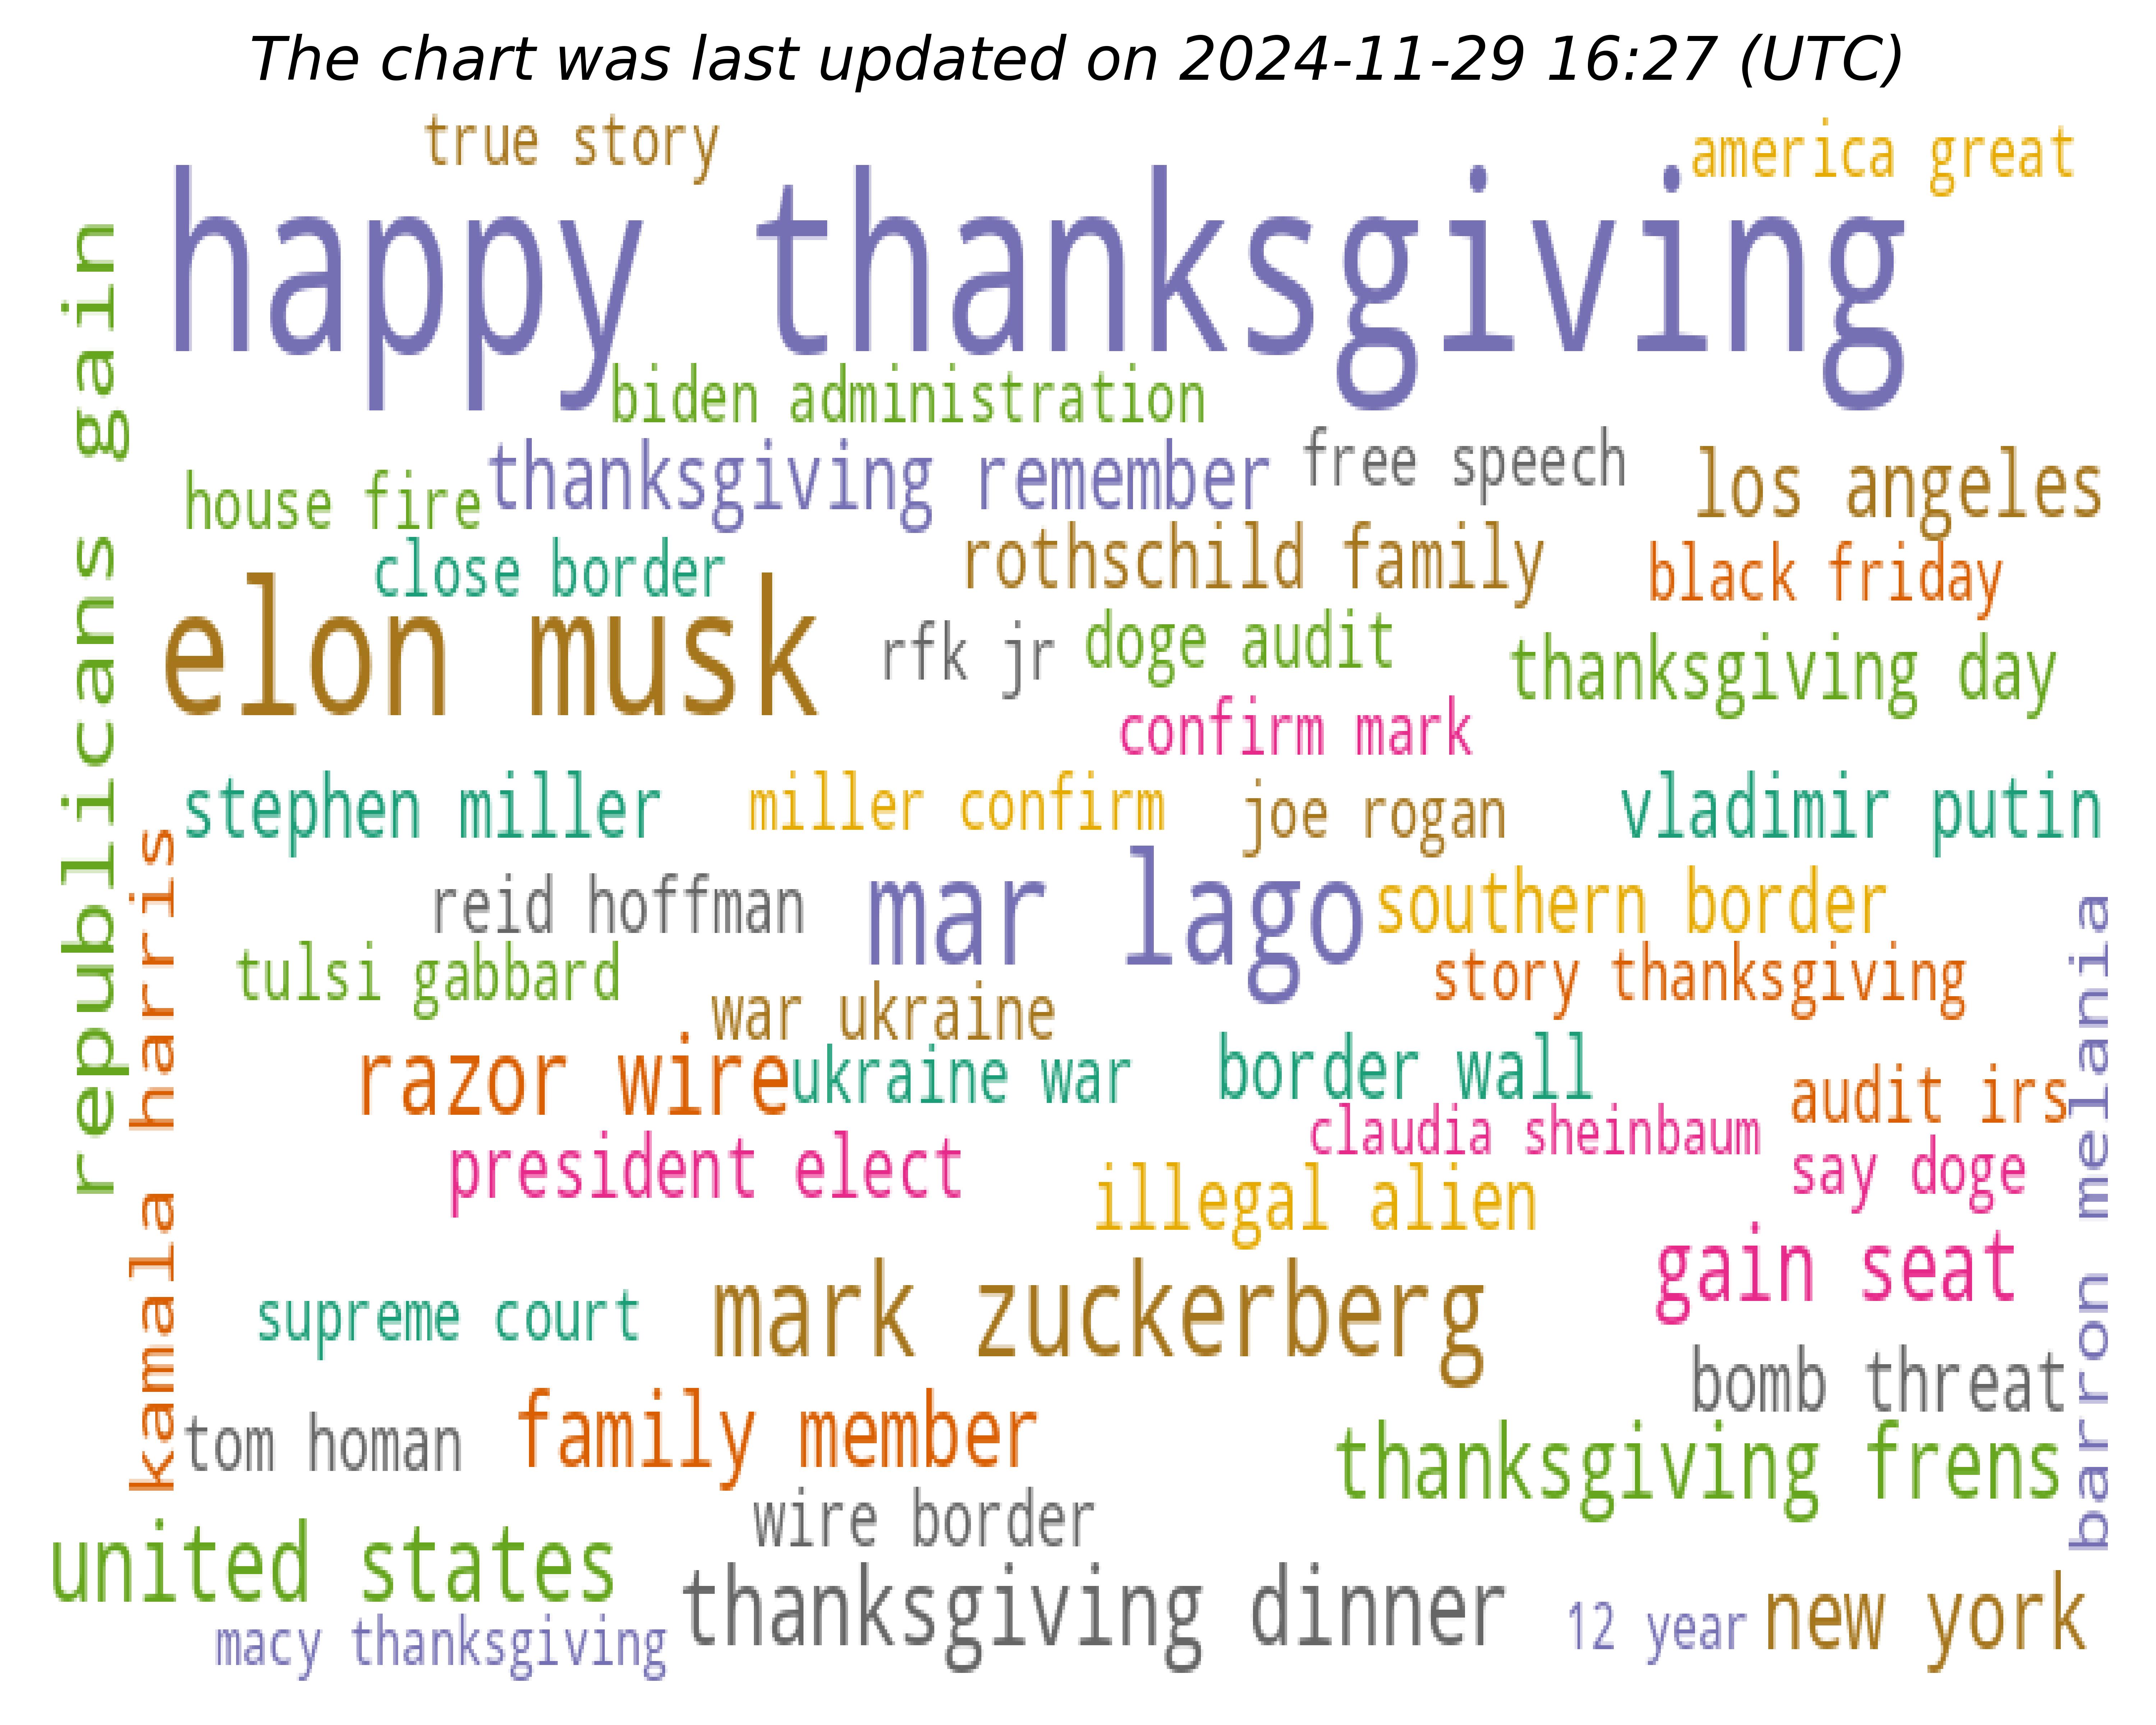 The chart was last updated on 2024-11-29 16:27 (UTC)
true story
america great
happy thanksgiving
republicans gain
biden administration
thanksgiving remember
free speech
los angeles
house fire
close border
rothschild family
black friday
elon musk
rfk jr
doge audit
thanksgiving day
confirm mark
stephen miller
miller confirm
joe rogan
vladimir putin
kamala harris
reid hoffman
mar lago
southern border
tulsi gabbard
story thanksgiving
war ukraine
barron melania
razor wire
ukraine war
border wall
audit irs
claudia sheinbaum
president elect
say doge
illegal alien
gain seat
supreme court
mark zuckerberg
bomb threat
tom homan
family member
thanksgiving frens
wire border
united states
thanksgiving dinner
12 year
new york
macy thanksgiving